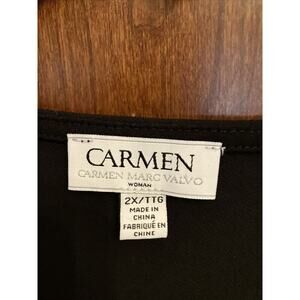 CARMEN
CARMEN MARC VALVO
WOMAN
2X/TTG
MADE IN
CHINA
FABRIQUÉ EN
CHINE